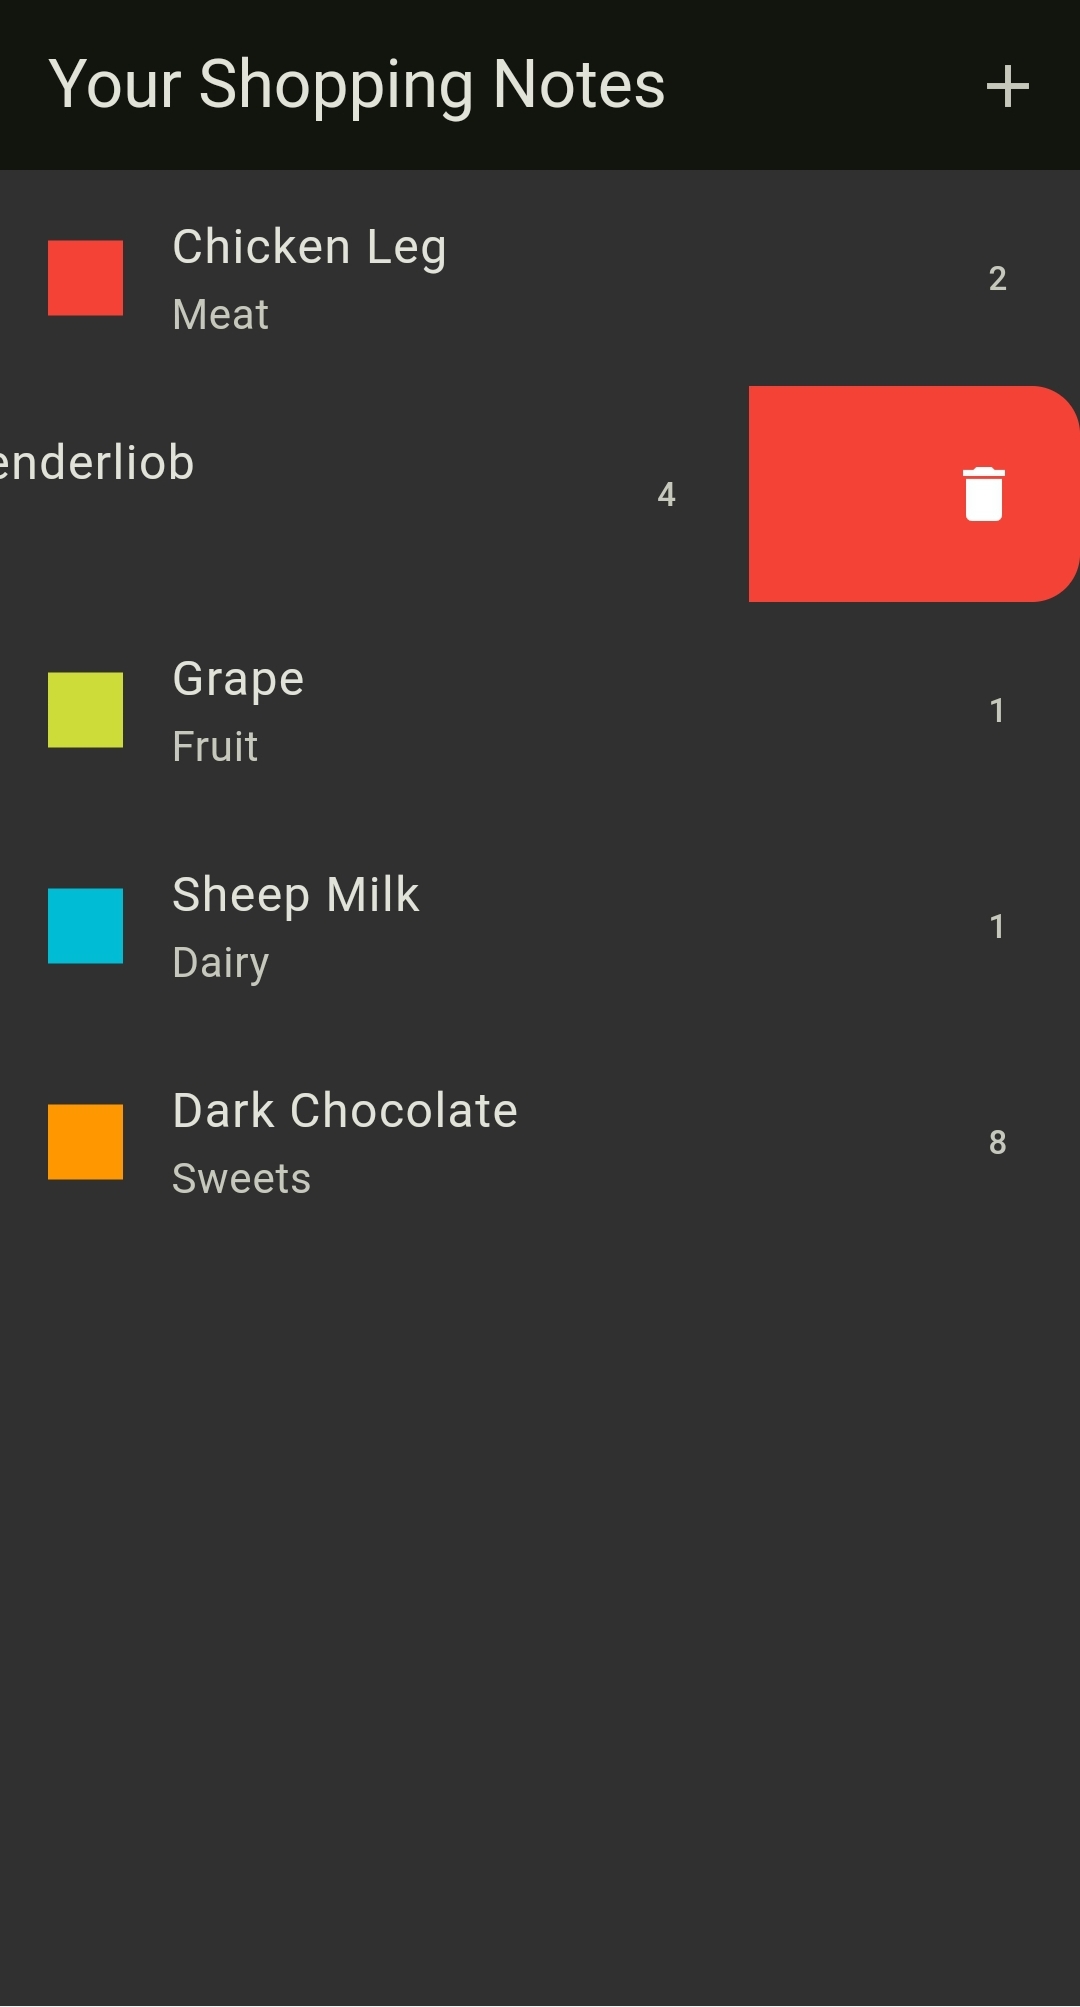 Your Shopping Notes
Chicken Leg
Meat
2
enderliob
4
Grape
Fruit
1
Sheep Milk
Dairy
1
Dark Chocolate
Sweets
8